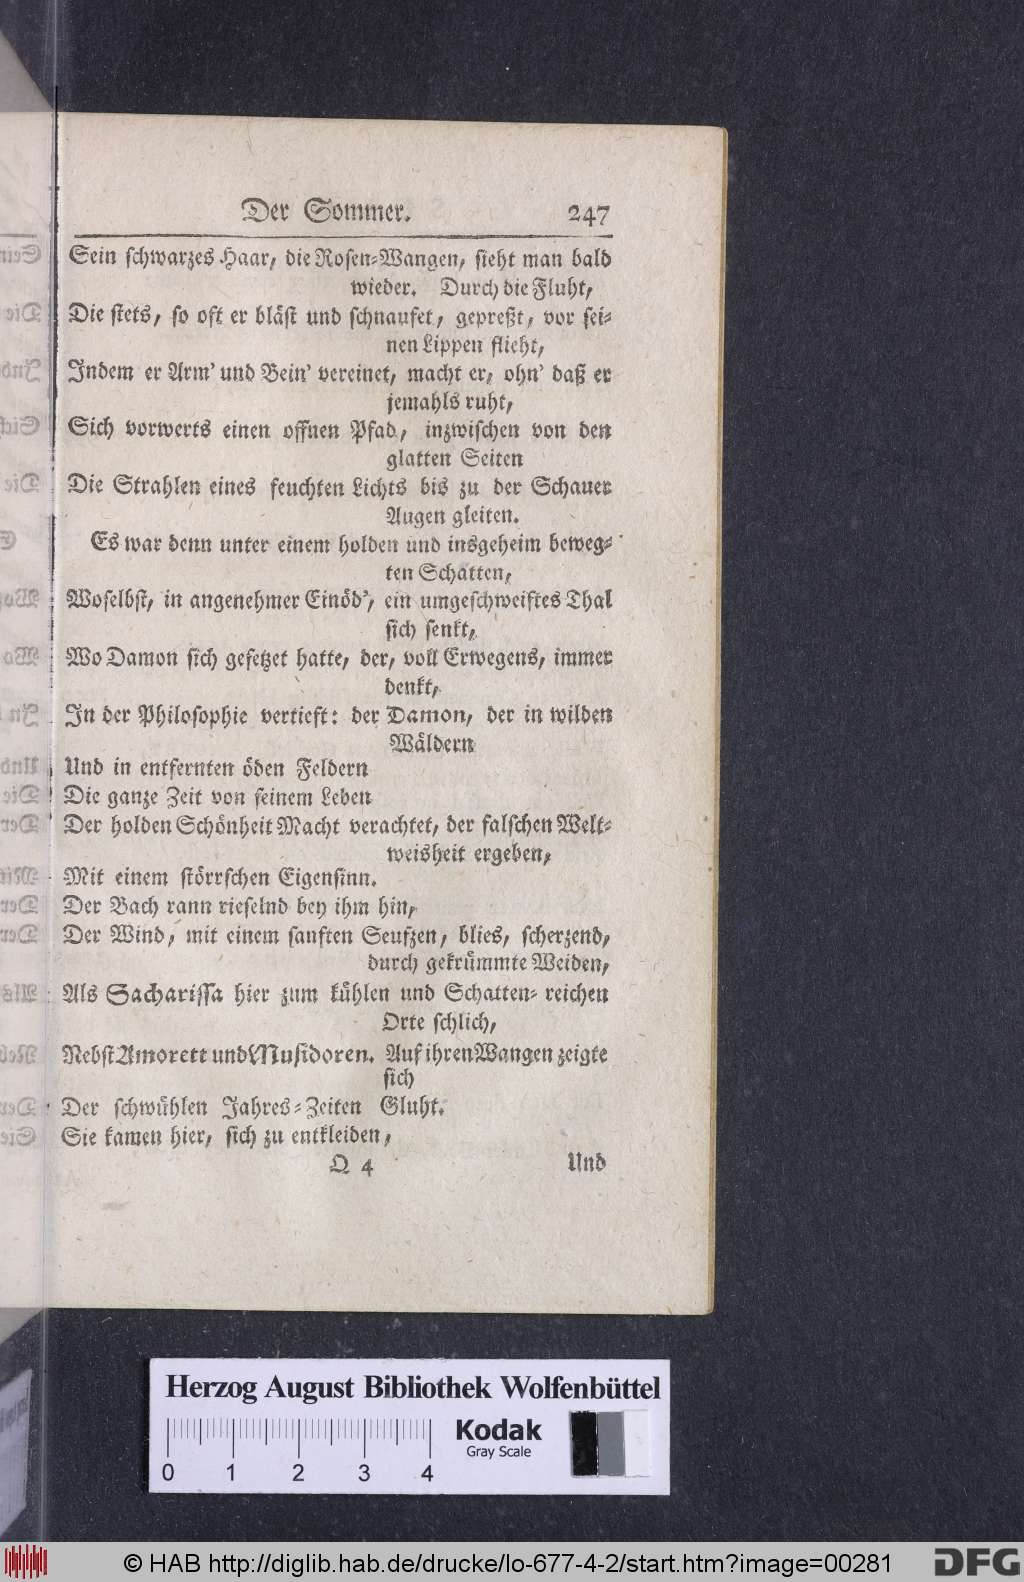 Der Sommer. 247
Sein schwarzes Haar, die Rosen-Wangen, sieht man bald
wieder. Durch die Fluht,
Die stets, so oft er bläst und schnaufet, gepreßt, vor sei-
nen Lippen flieht,
Indem er Arm' und Bein' vereinet, macht er, ohn' daß er
jemahls ruht,
Sich vorwerts einen offnen Pfad, inzwischen von den
glatten Seiten
Die Strahlen eines feuchten Lichts bis zu der Schauer
Augen gleiten.
Es war denn unter einem holden und insgeheim beweg-
ten Schatten,
Woselbst, in angenehmer Einöd', ein umgeschweiftes Thal
sich senkt,
Wo Damon sich gesetzet hatte, der, voll Erwegens, immer
denkt,
In der Philosophie vertieft: der Damon, der in wilden
Wäldern
Und in entfernten öden Feldern
Die ganze Zeit von seinem Leben
Der holden Schönheit Macht verachtet, der falschen Welt-
weisheit ergeben,
Mit einem störrschen Eigensinn.
Der Bach rann rieselnd bey ihm hin,
Der Wind, mit einem sanften Seufzen, blies, scherzend,
durch gekrümmte Weiden,
Als Sacharissa hier zum kühlen und Schatten-reichen
Orte schlich,
Nebst Amorett und Musidoren. Auf ihren Wangen zeigte
sich
Der schwühlen Jahres-Zeiten Gluht.
Sie kamen hier, sich zu entkleiden,
Q 4 Und
Herzog August Bibliothek Wolfenbüttel
Kodak
Gray Scale
0 1 2 3 4
© HAB http://diglib.hab.de/drucke/lo-677-4-2/start.htm?image=00281
DFG